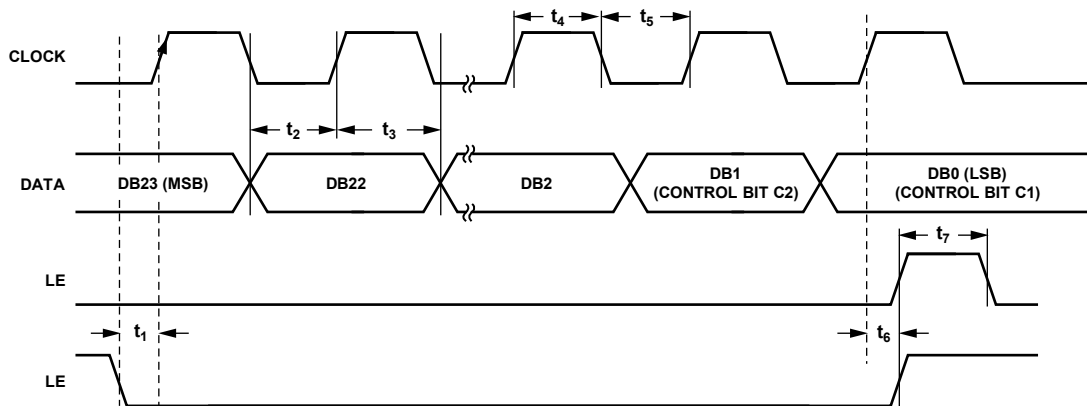 t4 t5
CLOCK
t2 t3
DATA
DB23 (MSB) DB22 DB2 DB1 DB0 (LSB)
(CONTROL BIT C2) (CONTROL BIT C1)
t7
LE
t1 t6
LE